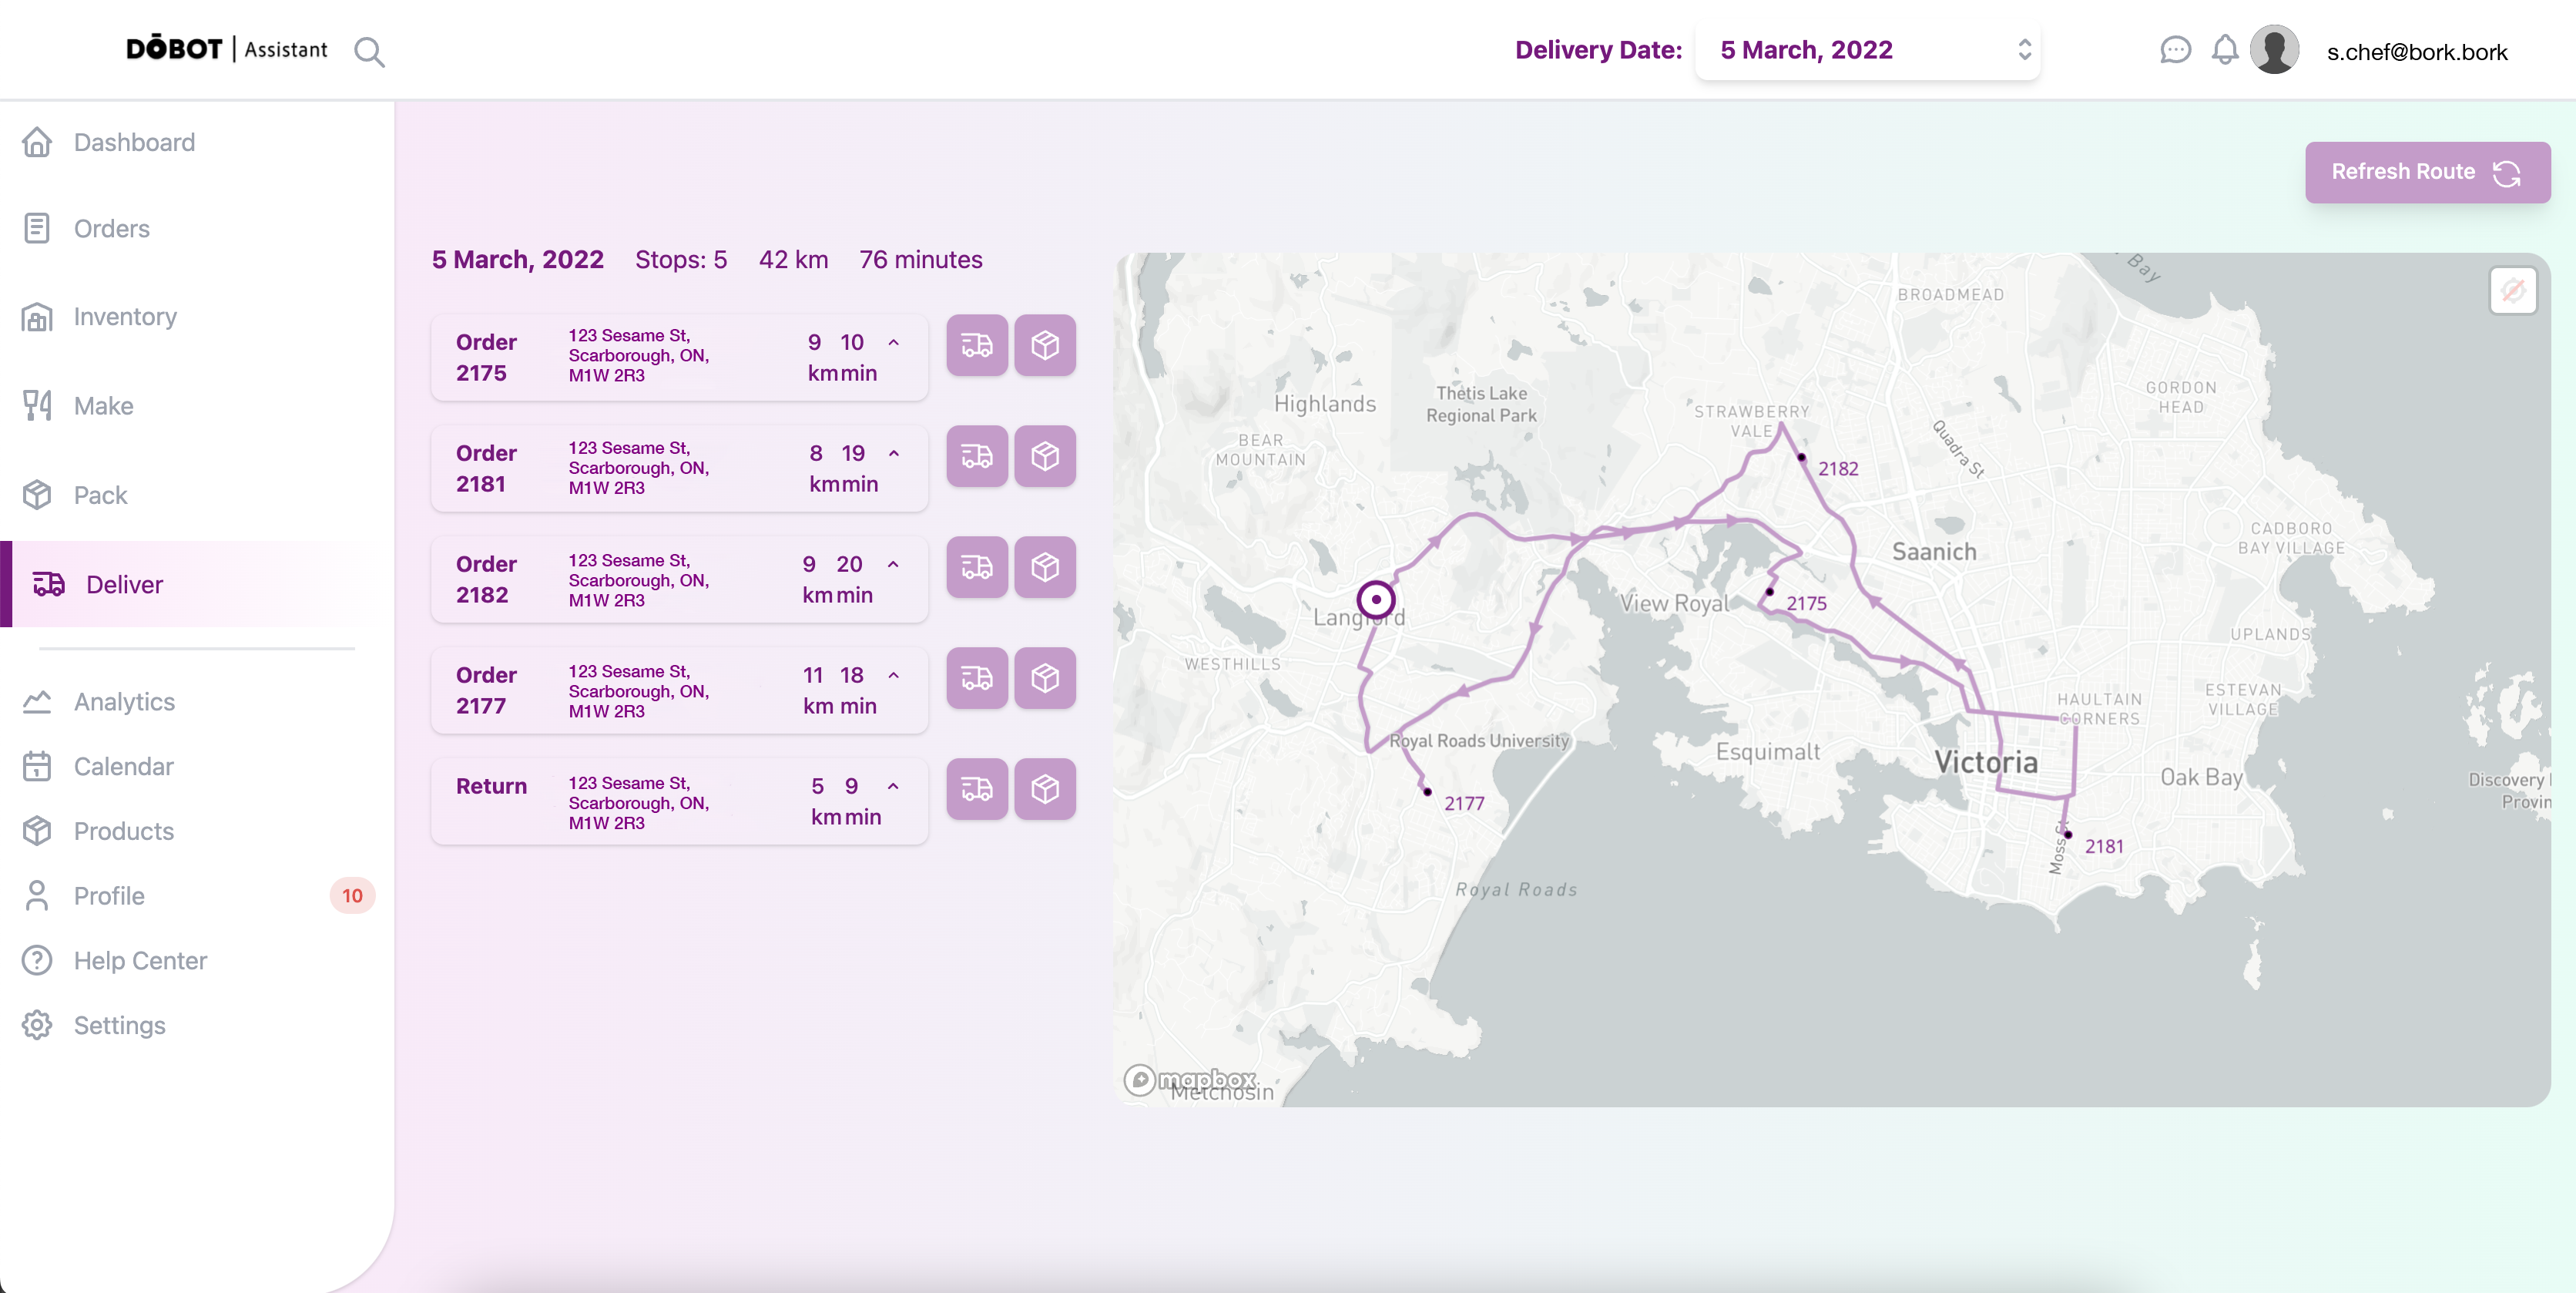 DŌBOT | Assistant
Delivery Date: 5 March, 2022
s.chef@bork.bork
Dashboard
Orders
Inventory
Make
Pack
Deliver
Analytics
Calendar
Products
Profile 10
Help Center
Settings
Refresh Route
5 March, 2022 Stops: 5 42 km 76 minutes
Order 2175
123 Sesame St,
Scarborough, ON,
M1W 2R3
9 km 10 min
Order 2181
123 Sesame St,
Scarborough, ON,
M1W 2R3
8 km 19 min
Order 2182
123 Sesame St,
Scarborough, ON,
M1W 2R3
9 km 20 min
Order 2177
123 Sesame St,
Scarborough, ON,
M1W 2R3
11 km 18 min
Return
123 Sesame St,
Scarborough, ON,
M1W 2R3
5 km 9 min
Bay
BROADMEAD
GORDON
HEAD
Highlands
Thetis Lake
Regional Park
STRAWBERRY
VALE
BEAR
MOUNTAIN
Quadra St
2182
CADBORO
BAY VILLAGE
Saanich
View Royal
2175
Langford
UPLANDS
WESTHILLS
HAULTAIN
CORNERS
ESTEVAN
VILLAGE
Royal Roads University
Esquimalt
Victoria
Oak Bay
Discovery
Provin
2177
Moss St
2181
Royal Roads
mapbox
Metchosin